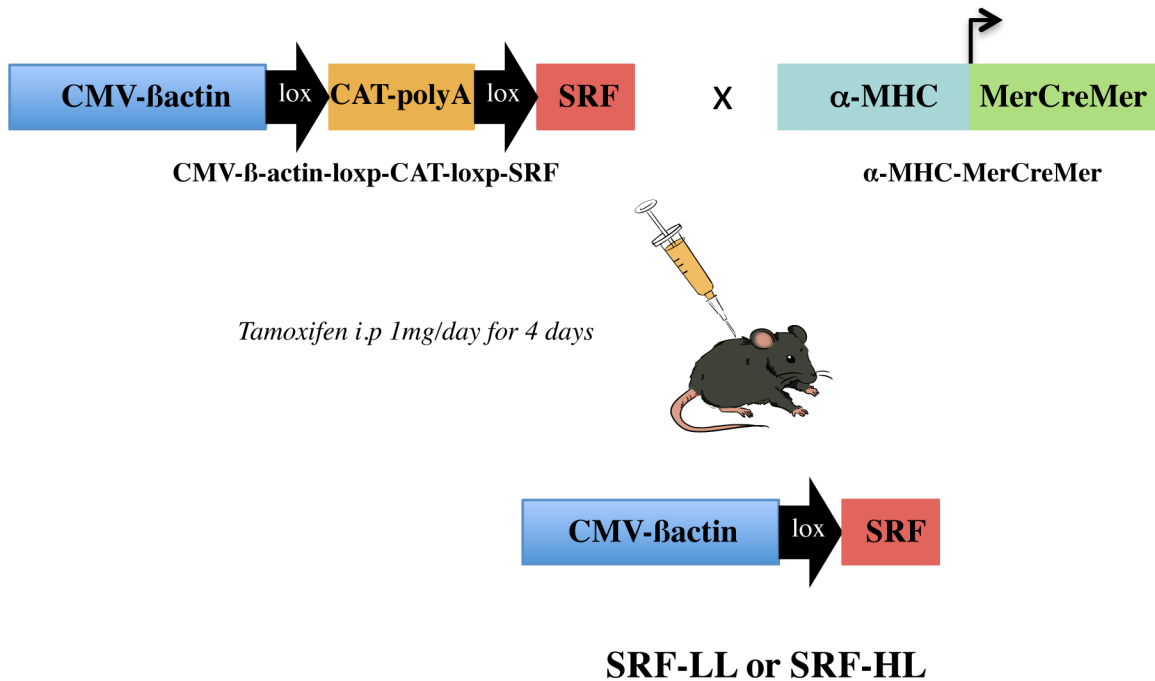 CMV-ßactin lox CAT-polyA lox SRF x α-MHC MerCreMer
CMV-ß-actin-loxp-CAT-loxp-SRF α-MHC-MerCreMer
Tamoxifen i.p 1mg/day for 4 days
CMV-ßactin lox SRF
SRF-LL or SRF-HL